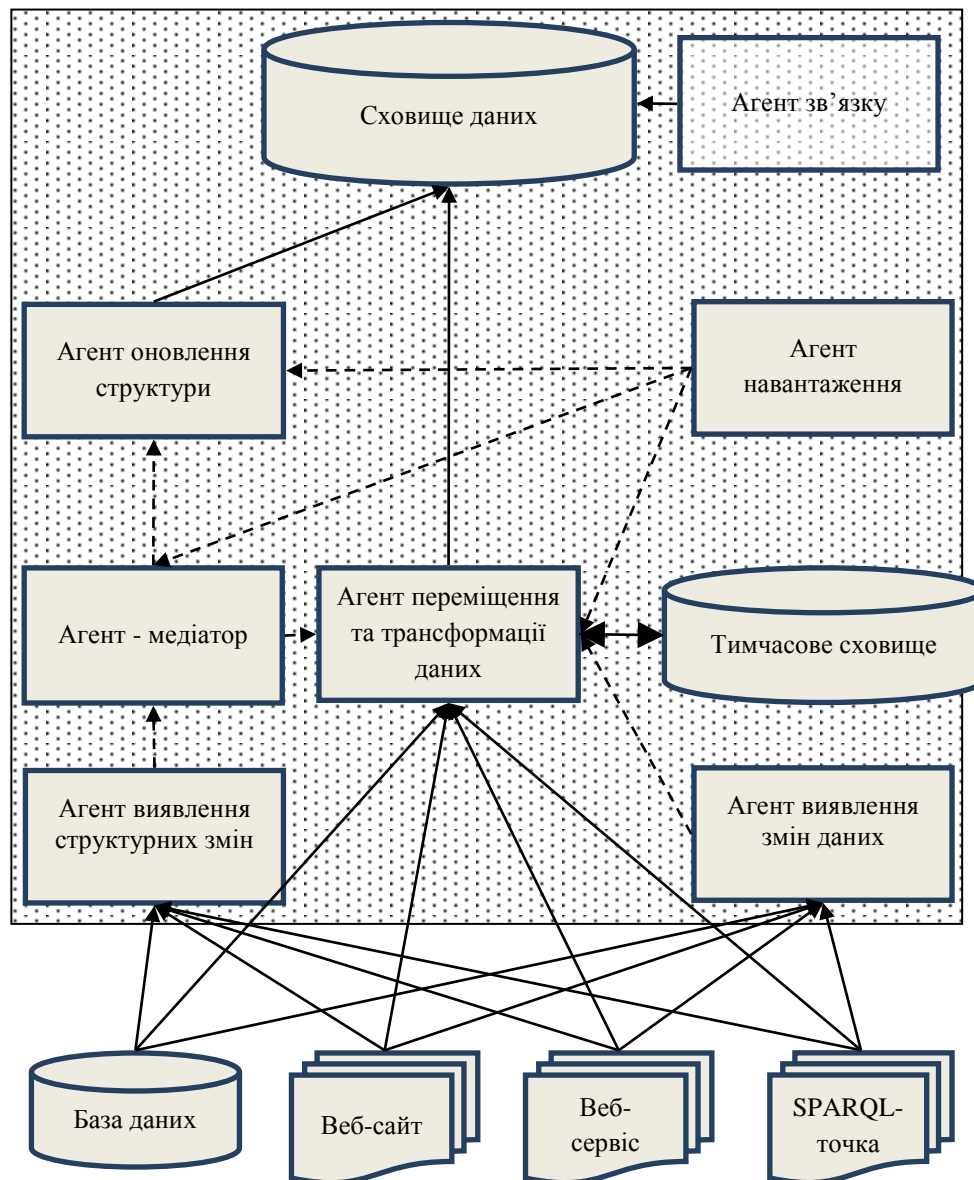 Сховище даних
Агент зв’язку
Агент оновлення
структури
Агент
навантаження
Агент - медіатор
Агент переміщення
та трансформації
даних
Тимчасове сховище
Агент виявлення
структурних змін
Агент виявлення
змін даних
База даних
Веб-сайт
Веб-
сервіс
SPARQL-
точка